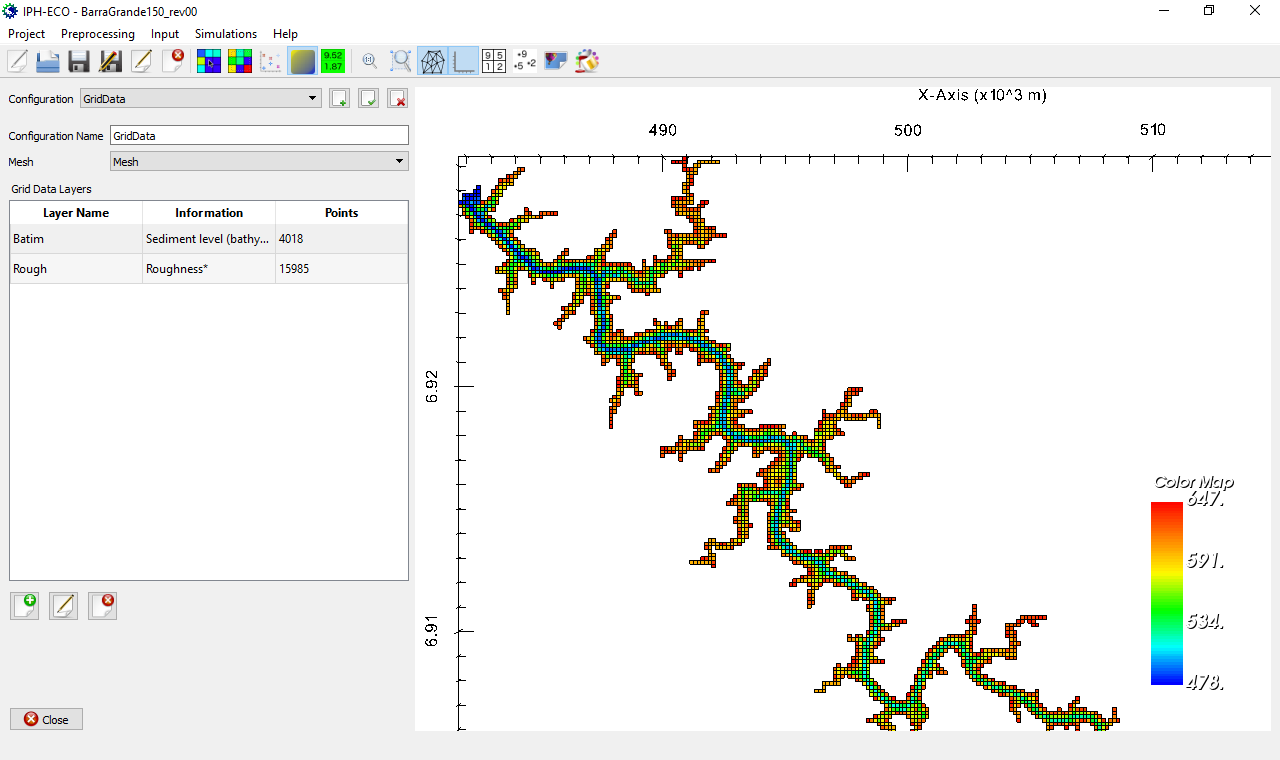 IPH-ECO - BarraGrande150_rev00
Project Preprocessing Input Simulations Help
9.52
1.87
1:1
9 5
1 2
+9
+5 +2
Configuration GridData
Configuration Name GridData
Mesh Mesh
Grid Data Layers
Layer Name Information Points
Batim Sediment level (bathy... 4018
Rough Roughness* 15985
Close
X-Axis (x10^3 m)
490 500 510
6.92
6.91
Color Map
647.
591.
534.
478.